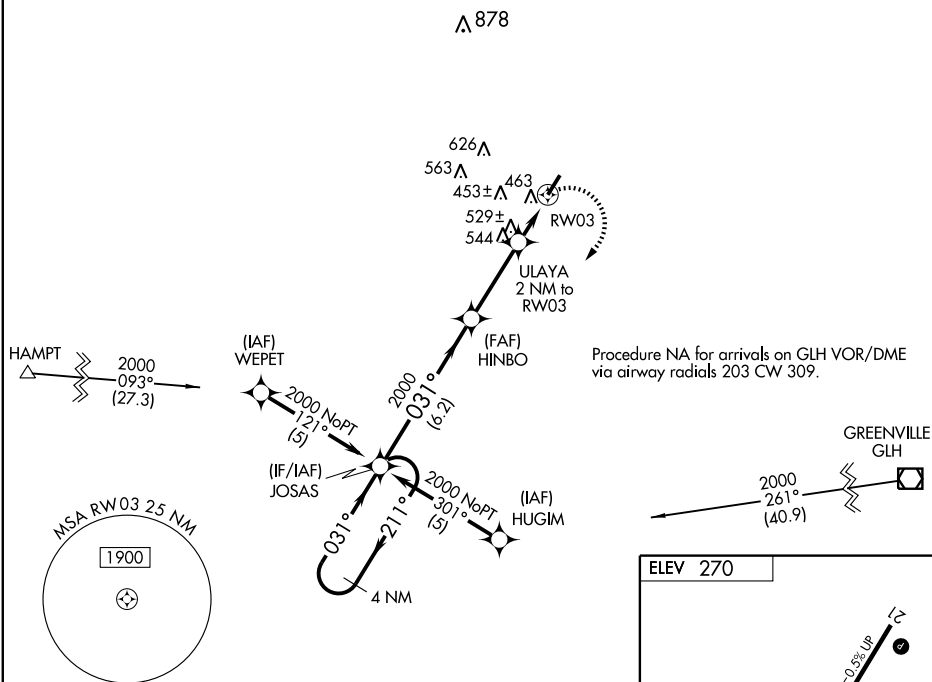 878
626
563
453±
463
529±
544
RW03
ULAYA
2 NM to
RW03
(FAF)
HINBO
HAMPT
2000
093°
(27.3)
(IAF)
WEPET
2000 NoPT
121°
(5)
2000
031°
(6.2)
Procedure NA for arrivals on GLH VOR/DME
via airway radials 203 CW 309.
GREENVILLE
GLH
2000
261°
(40.9)
(IF/IAF)
JOSAS
2000 NoPT
301°
(5)
(IAF)
HUGIM
031°
211°
4 NM
MSA RW03 25 NM
1900
ELEV 270
21
0.5% UP
P